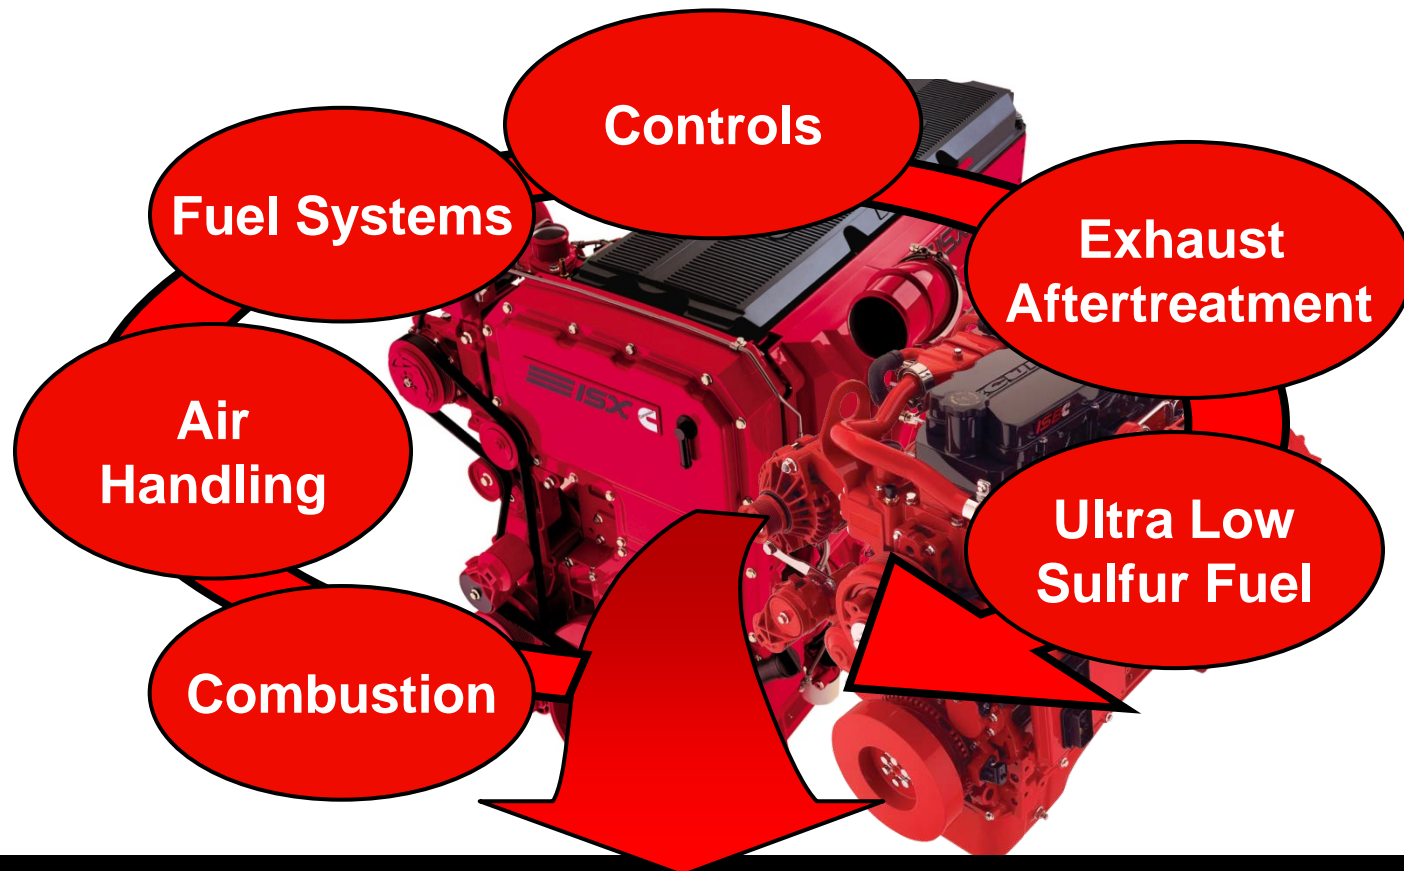 Controls
Fuel Systems
Exhaust
Aftertreatment
Air
Handling
ISX
Ultra Low
Sulfur Fuel
Combustion